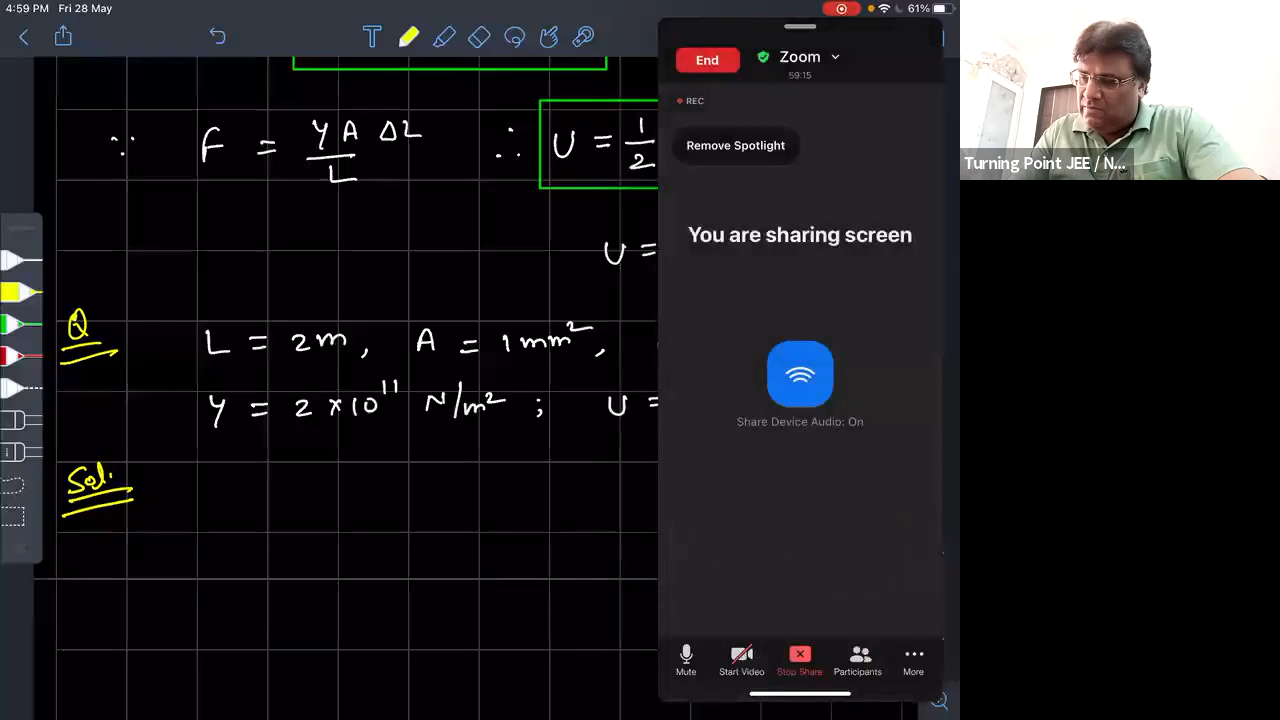 4:59 PM Fri 28 May
61%
T
End
Zoom
59:15
REC
Remove Spotlight
You are sharing screen
Share Device Audio: On
Mute
Start Video
Stop Share
Participants
More
Turning Point JEE / N...
∵ F = YA ΔL / L ∴ U = 1/2
U =
Q L = 2m, A = 1mm²,
Y = 2 × 10¹¹ N/m² ; U =
Sol.